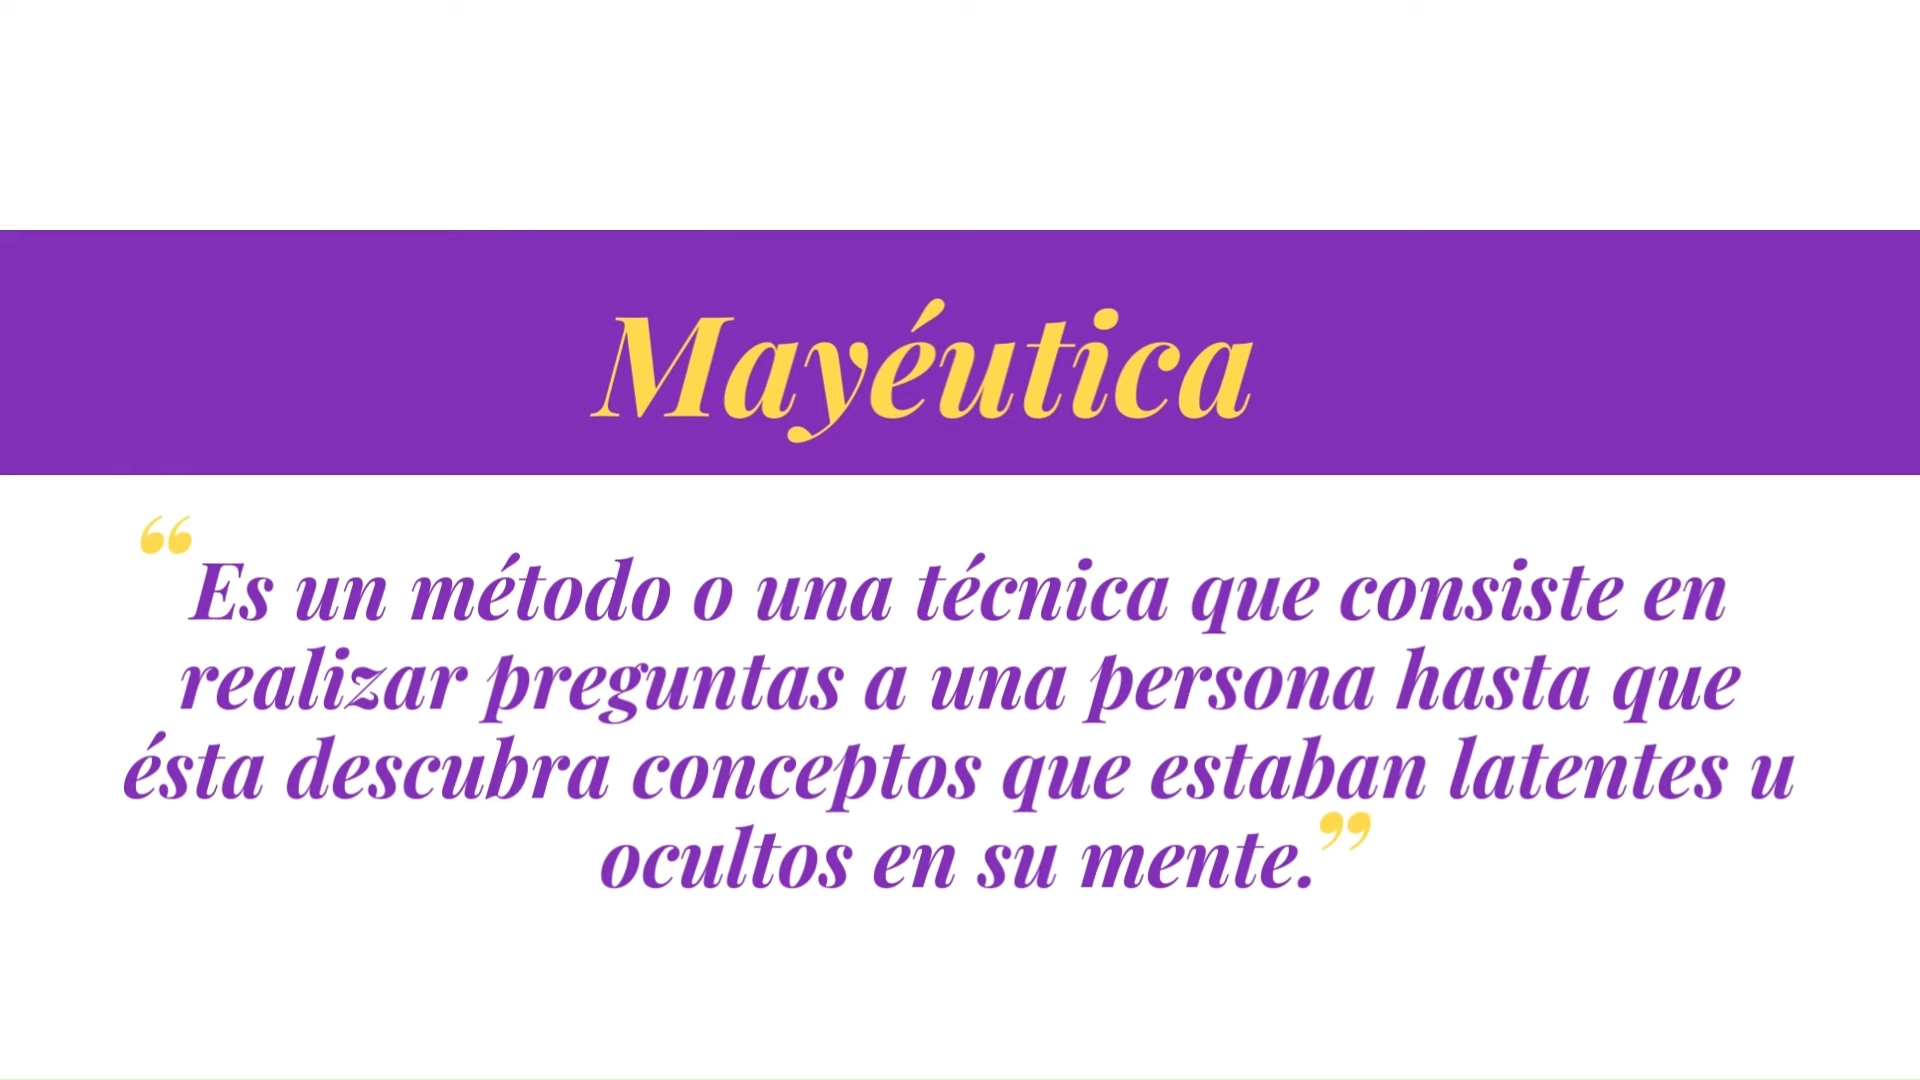 Mayéutica
“Es un método o una técnica que consiste en
realizar preguntas a una persona hasta que
ésta descubra conceptos que estaban latentes u
ocultos en su mente.”